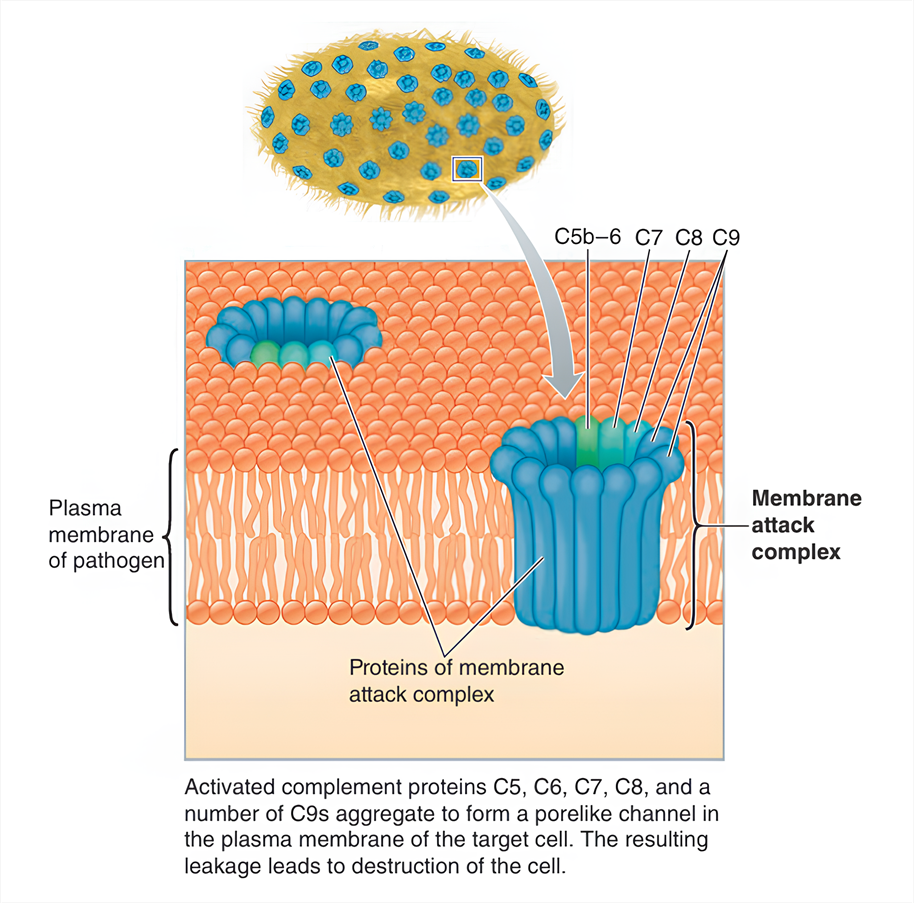 C5b–6 C7 C8 C9
Plasma
membrane
of pathogen
Membrane
attack
complex
Proteins of membrane
attack complex
Activated complement proteins C5, C6, C7, C8, and a
number of C9s aggregate to form a porelike channel in
the plasma membrane of the target cell. The resulting
leakage leads to destruction of the cell.